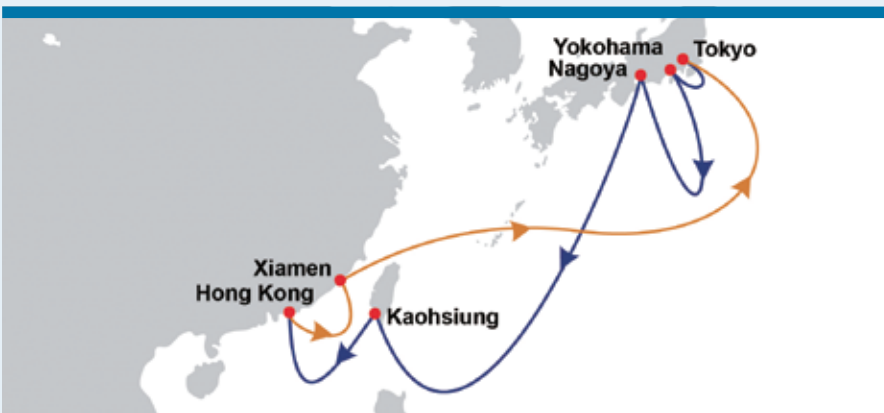 Yokohama
Tokyo
Nagoya
Xiamen
Hong Kong
Kaohsiung